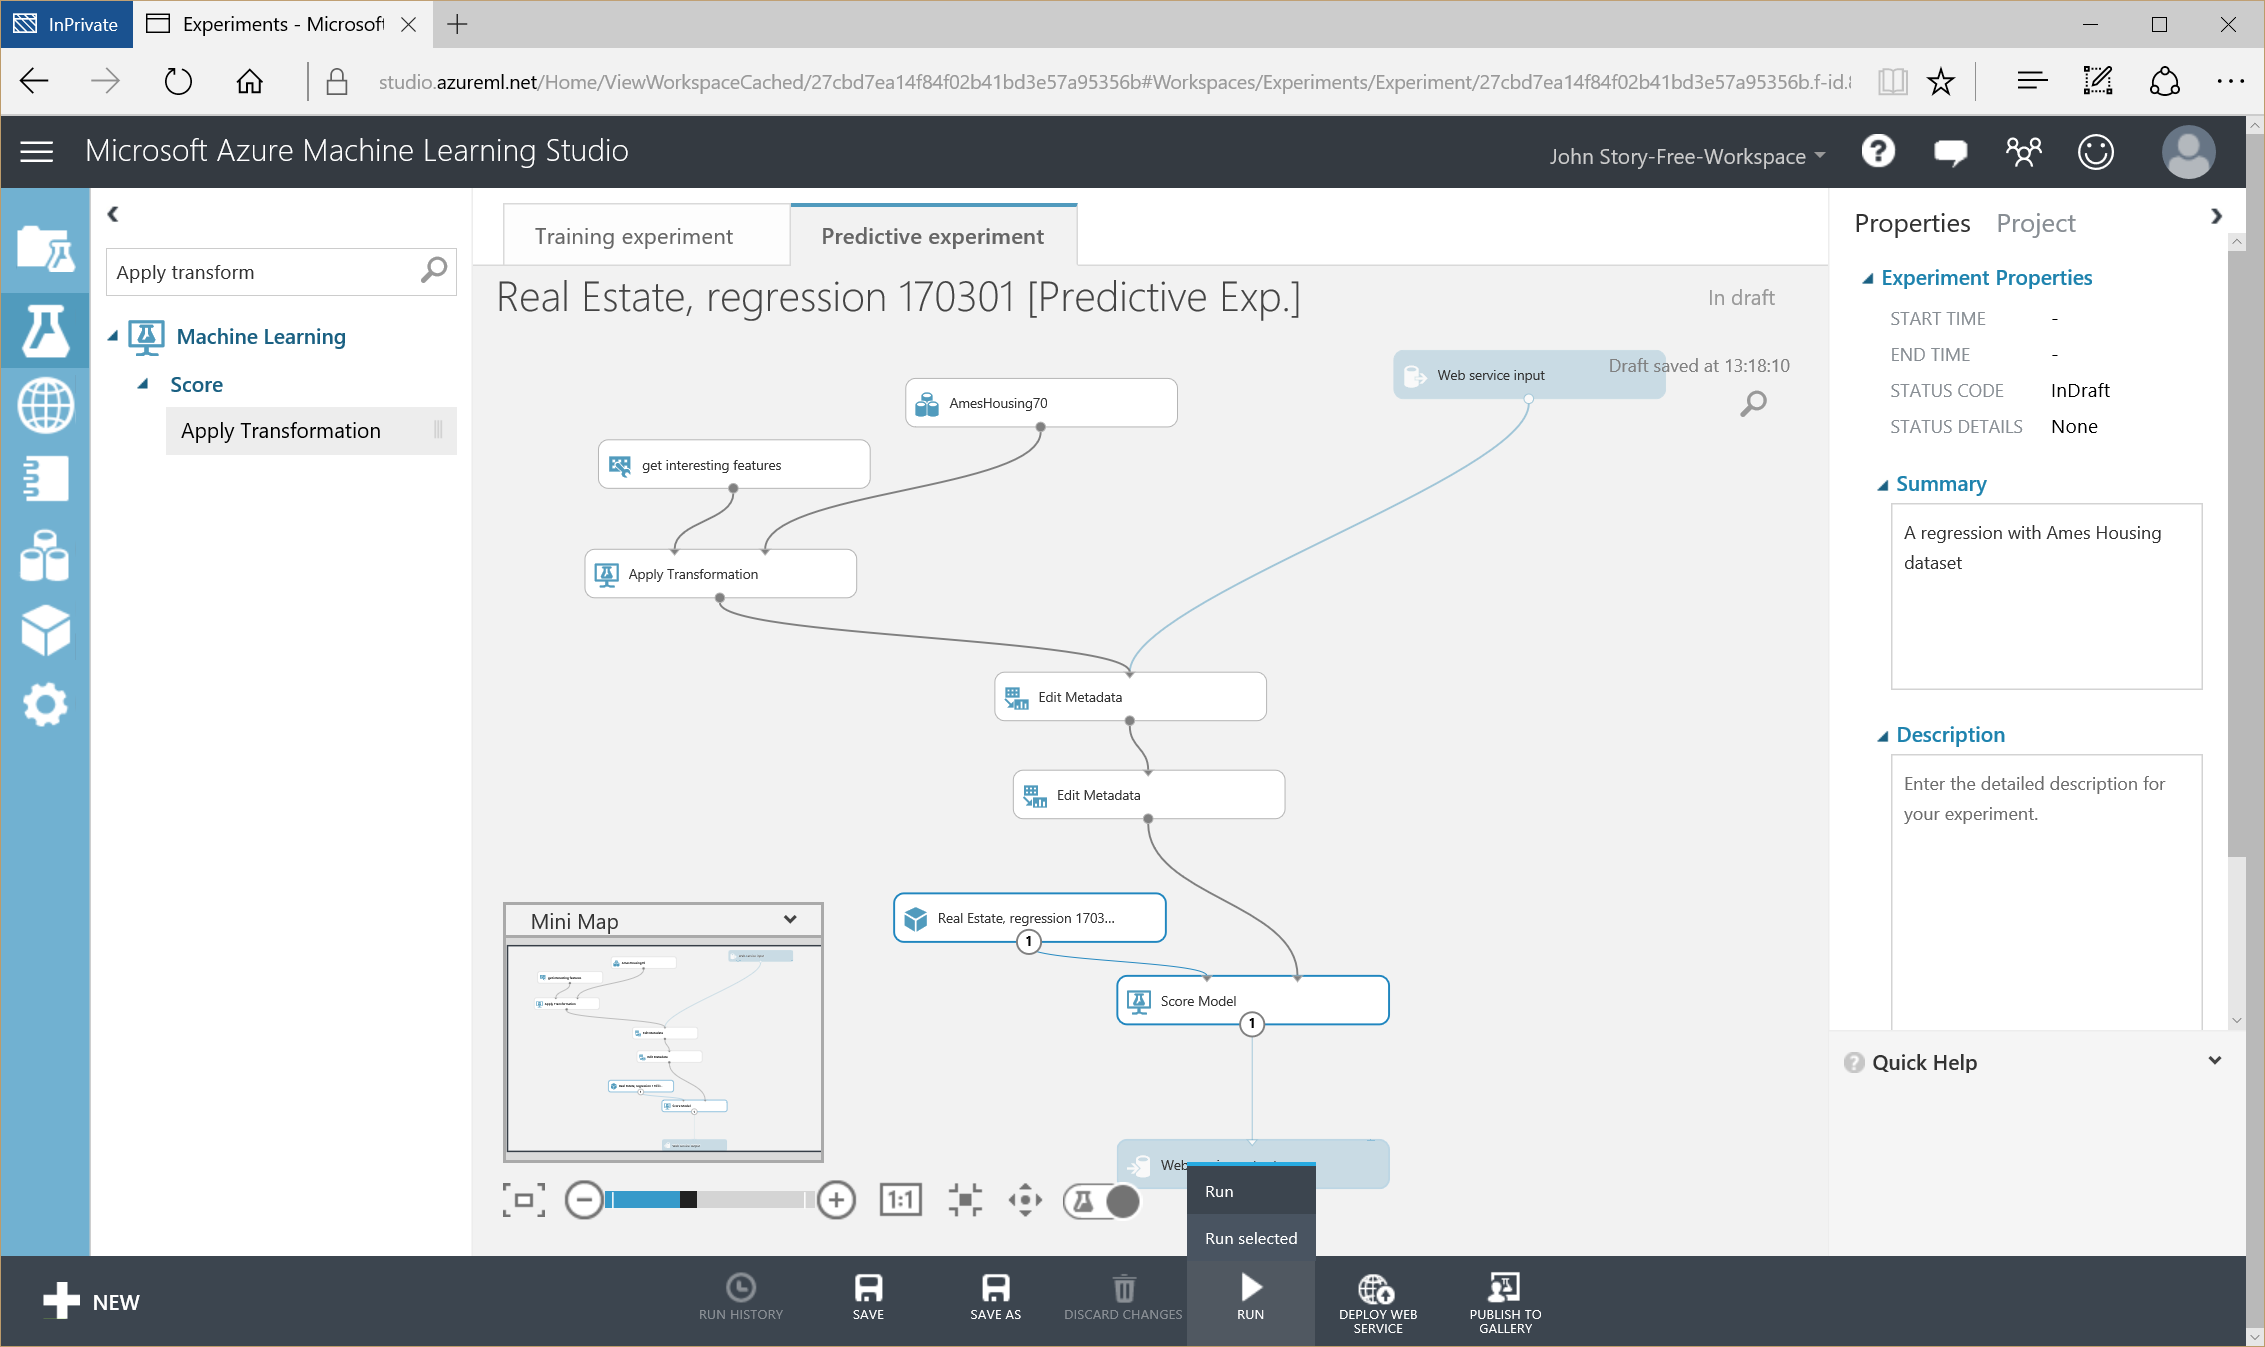 InPrivate
Experiments - Microsoft
studio.azureml.net/Home/ViewWorkspaceCached/27cbd7ea14f84f02b41bd3e57a95356b#Workspaces/Experiments/Experiment/27cbd7ea14f84f02b41bd3e57a95356b.f-id.8
Microsoft Azure Machine Learning Studio
John Story-Free-Workspace
Apply transform
Machine Learning
Score
Apply Transformation
Training experiment
Predictive experiment
Real Estate, regression 170301 [Predictive Exp.]
In draft
Draft saved at 13:18:10
Web service input
AmesHousing70
get interesting features
Apply Transformation
Edit Metadata
Edit Metadata
Real Estate, regression 1703...
1
Score Model
1
Web
Mini Map
1:1
Run
Run selected
Properties
Project
Experiment Properties
START TIME -
END TIME -
STATUS CODE InDraft
STATUS DETAILS None
Summary
A regression with Ames Housing
dataset
Description
Enter the detailed description for
your experiment.
Quick Help
NEW
RUN HISTORY
SAVE
SAVE AS
DISCARD CHANGES
RUN
DEPLOY WEB
SERVICE
PUBLISH TO
GALLERY